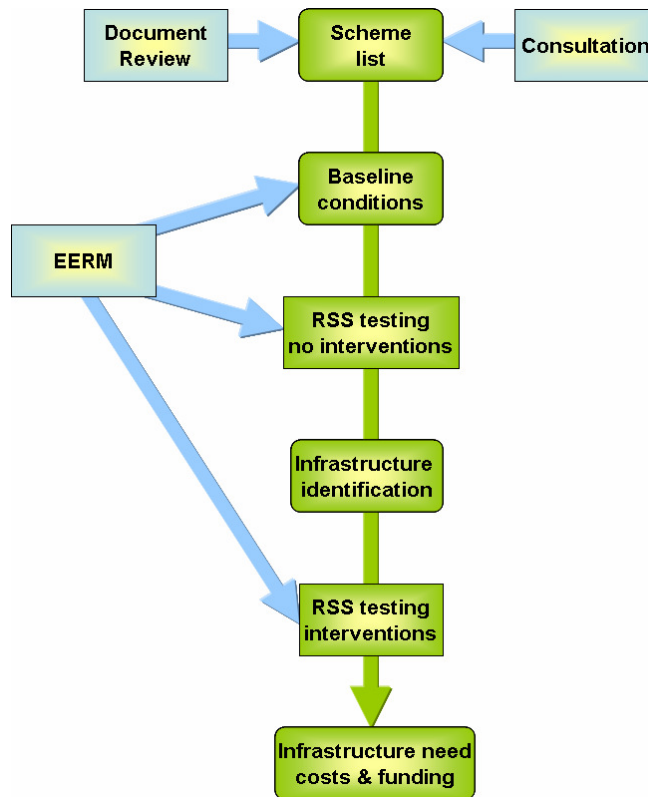 Document
Review
Scheme
list
Consultation
Baseline
conditions
EERM
RSS testing
no interventions
Infrastructure
identification
RSS testing
interventions
Infrastructure need
costs & funding